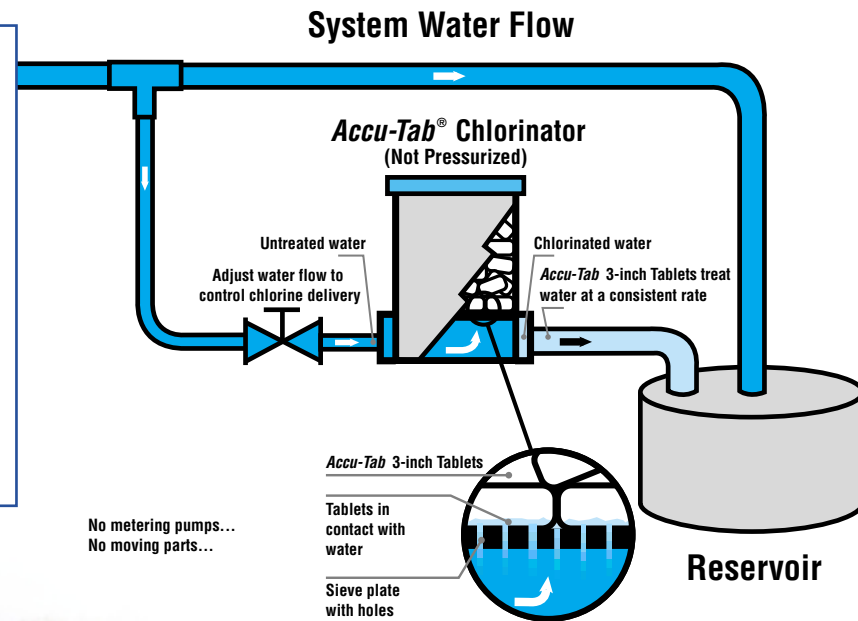 System Water Flow
Accu-Tab® Chlorinator
(Not Pressurized)
Untreated water
Chlorinated water
Adjust water flow to
control chlorine delivery
Accu-Tab 3-inch Tablets treat
water at a consistent rate
Accu-Tab 3-inch Tablets
Tablets in
contact with
water
Sieve plate
with holes
No metering pumps...
No moving parts...
Reservoir